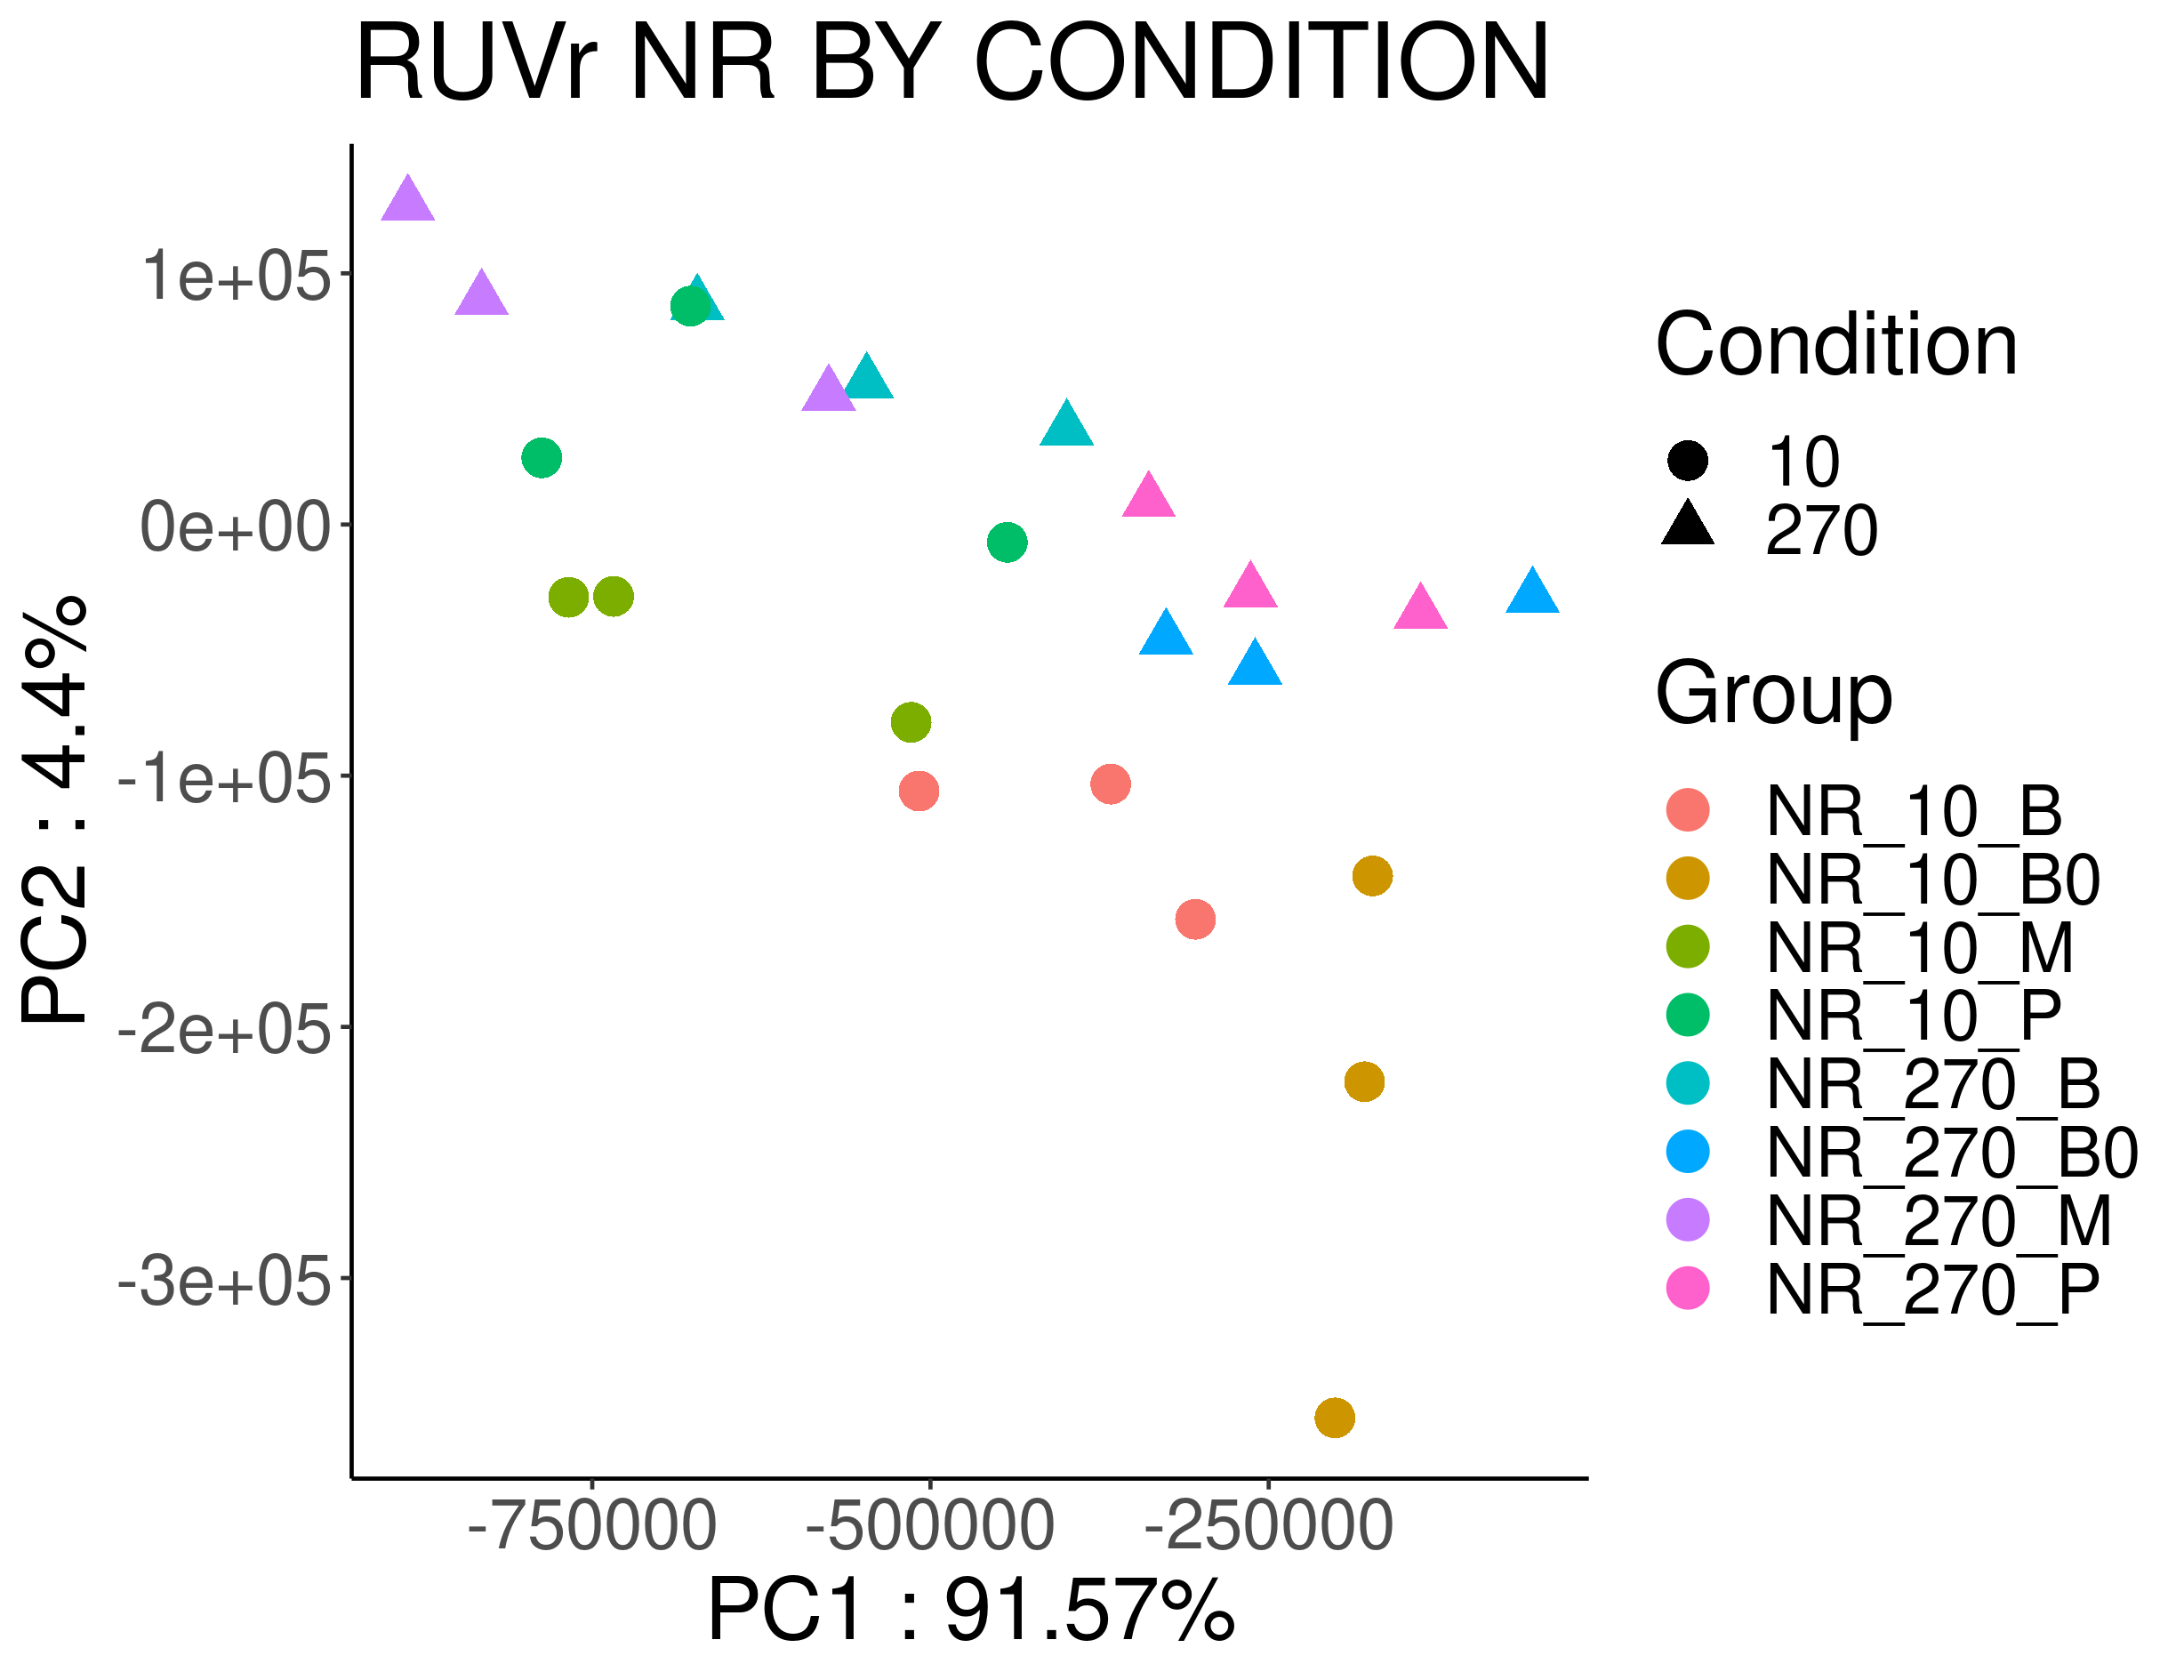 RUVr NR BY CONDITION
1e+05
0e+00
-1e+05
-2e+05
-3e+05
PC2 : 4.4%
-750000
-500000
-250000
PC1 : 91.57%
Condition
10
270
Group
NR_10_B
NR_10_B0
NR_10_M
NR_10_P
NR_270_B
NR_270_B0
NR_270_M
NR_270_P